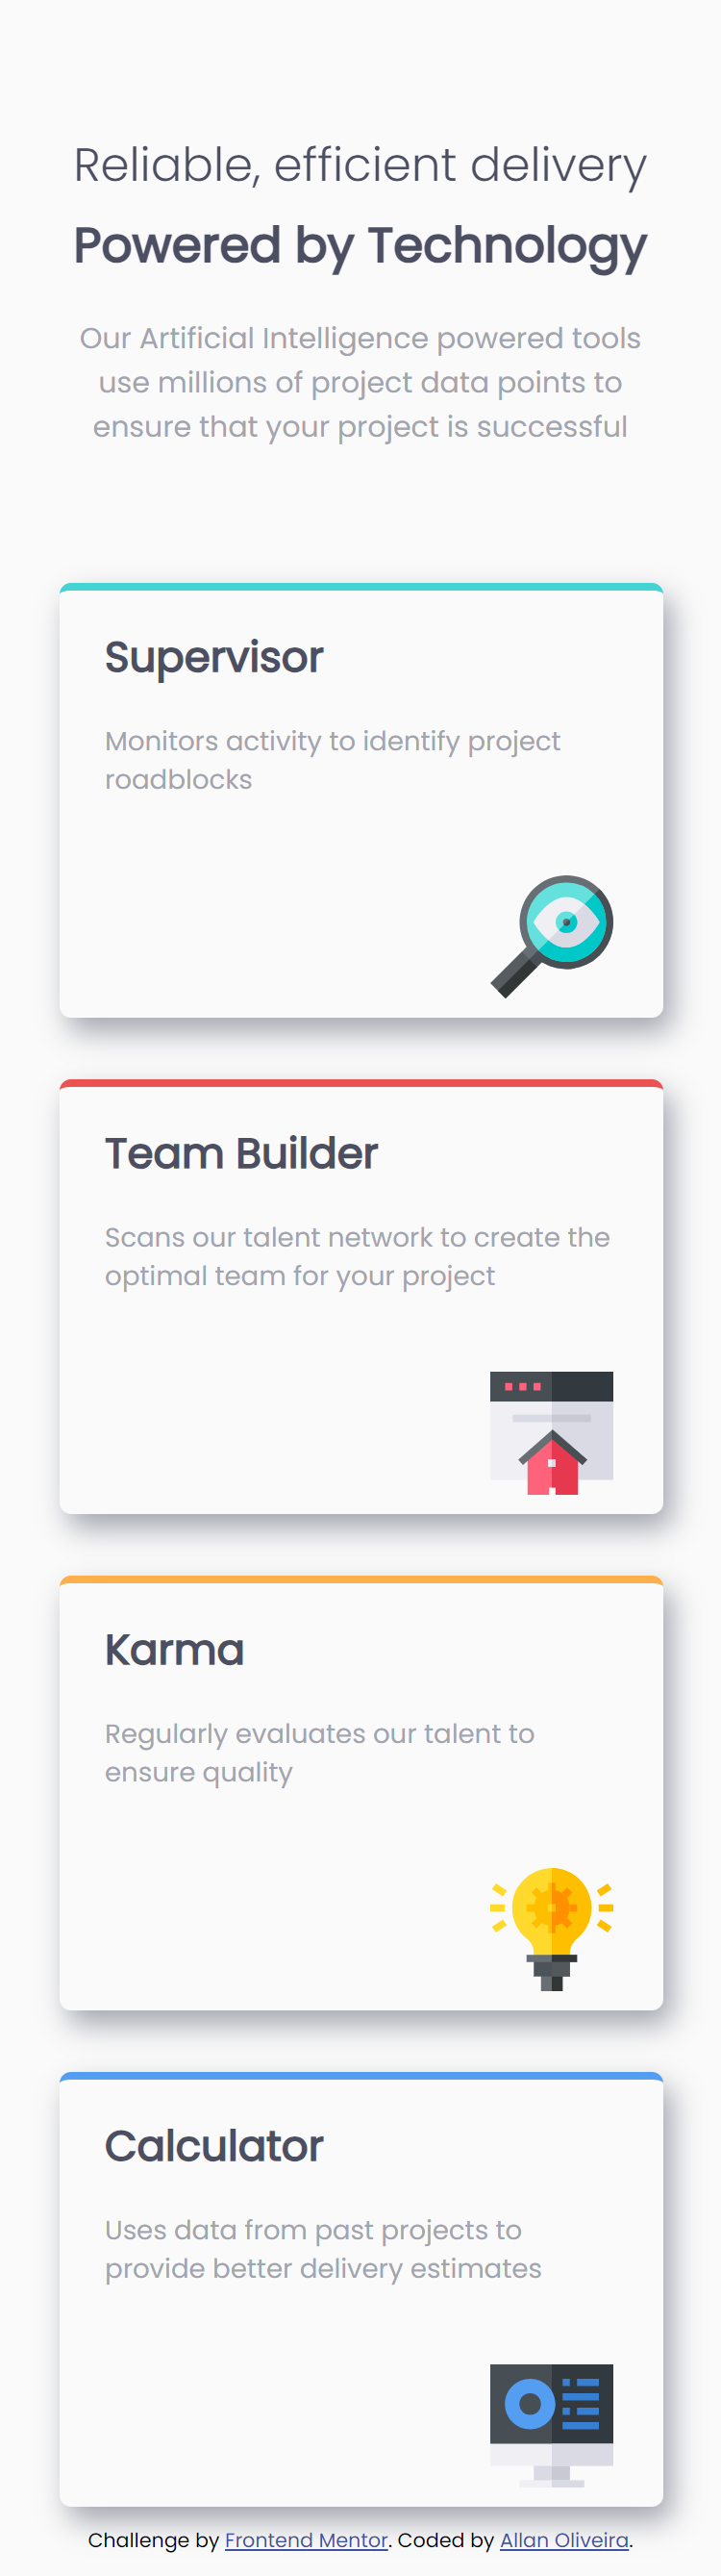 Reliable, efficient delivery
Powered by Technology
Our Artificial Intelligence powered tools
use millions of project data points to
ensure that your project is successful
Supervisor
Monitors activity to identify project
roadblocks
Team Builder
Scans our talent network to create the
optimal team for your project
Karma
Regularly evaluates our talent to
ensure quality
Calculator
Uses data from past projects to
provide better delivery estimates
Challenge by Frontend Mentor. Coded by Allan Oliveira.